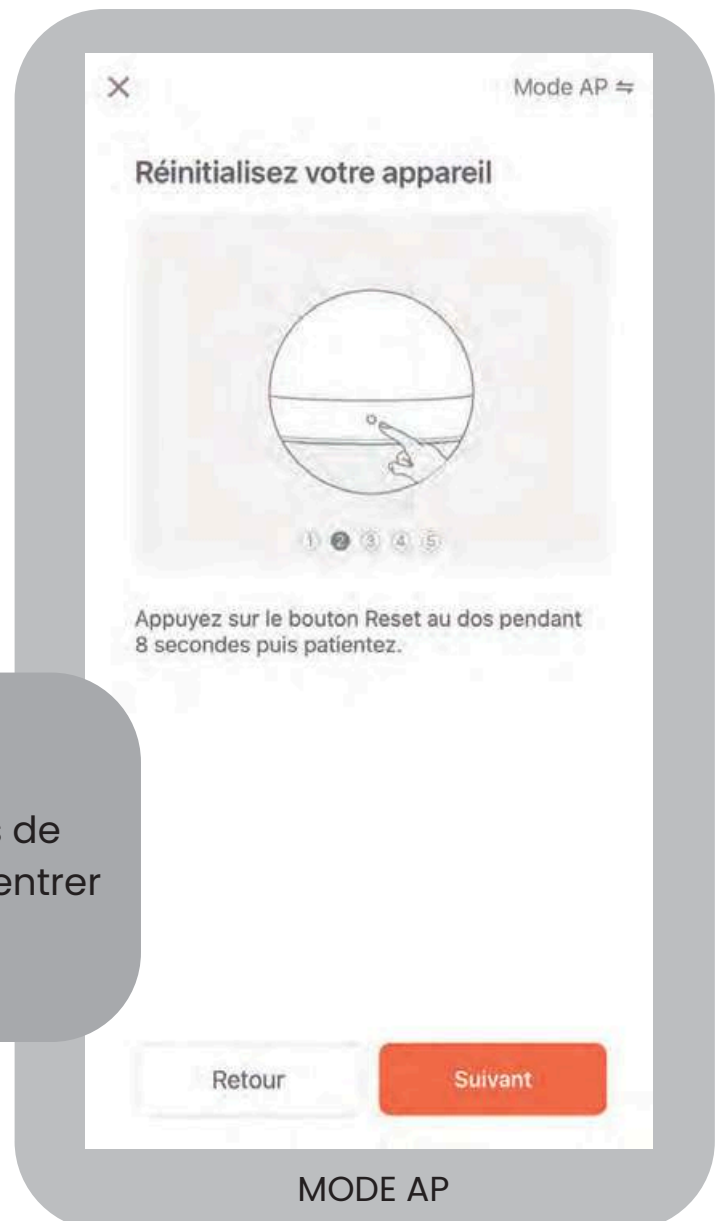 Mode AP ⇋
Réinitialisez votre appareil
① ② ③ ④ ⑤
Appuyez sur le bouton Reset au dos pendant
8 secondes puis patientez.
de
entrer
Retour
Suivant
MODE AP